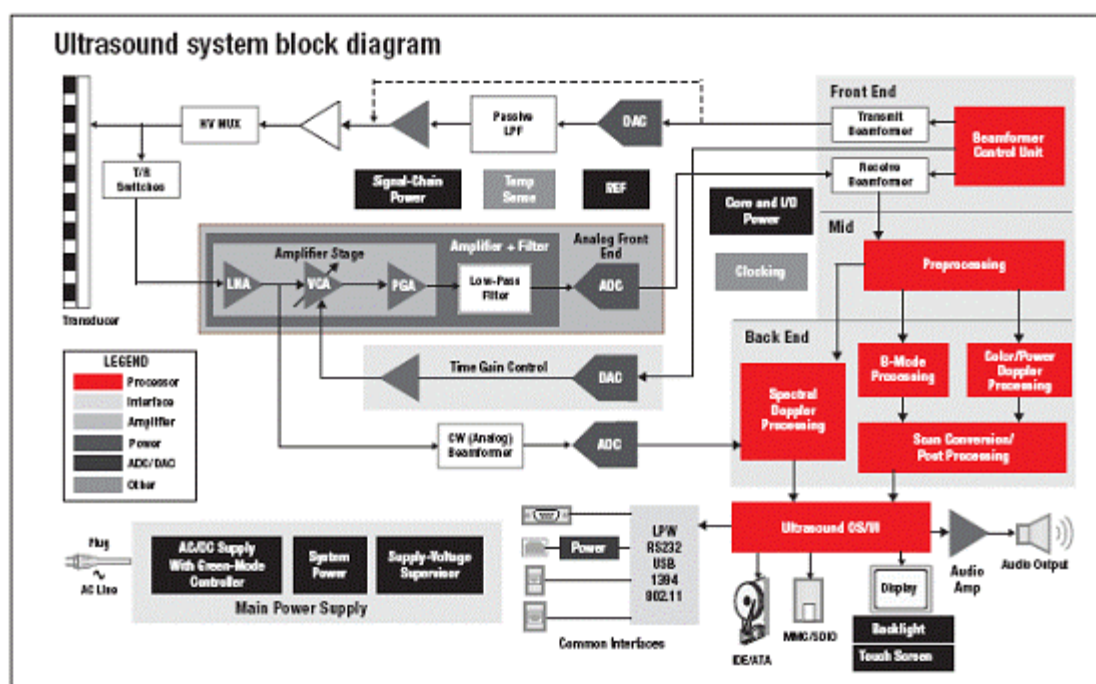 Ultrasound system block diagram
Front End
HV MUX
Passive
LPF
DAC
Transmit
Beamformer
Beamformer
Control Unit
T/R
Switches
Receive
Beamformer
Signal-Chain
Power
Temp
Sense
REF
Core and I/O
Power
Mid
Amplifier Stage
Amplifier + Filter
Analog Front
End
LNA
VCA
PGA
Low-Pass
Filter
ADC
Clocking
Preprocessing
Transducer
Back End
LEGEND
Processor
Interface
Amplifier
Power
ADC/DAC
Other
Time Gain Control
DAC
B-Mode
Processing
Color/Power
Doppler
Processing
Spectral
Doppler
Processing
CW (Analog)
Beamformer
ADC
Scan Conversion/
Post Processing
Plug
AC Line
AC/DC Supply
With Green-Mode
Controller
System
Power
Supply-Voltage
Supervisor
Main Power Supply
Power
LPW
RS232
USB
1394
802.11
Common Interfaces
Ultrasound OS/UI
Audio
Amp
Audio Output
IDE/ATA
MMC/SDIO
Display
Backlight
Touch Screen